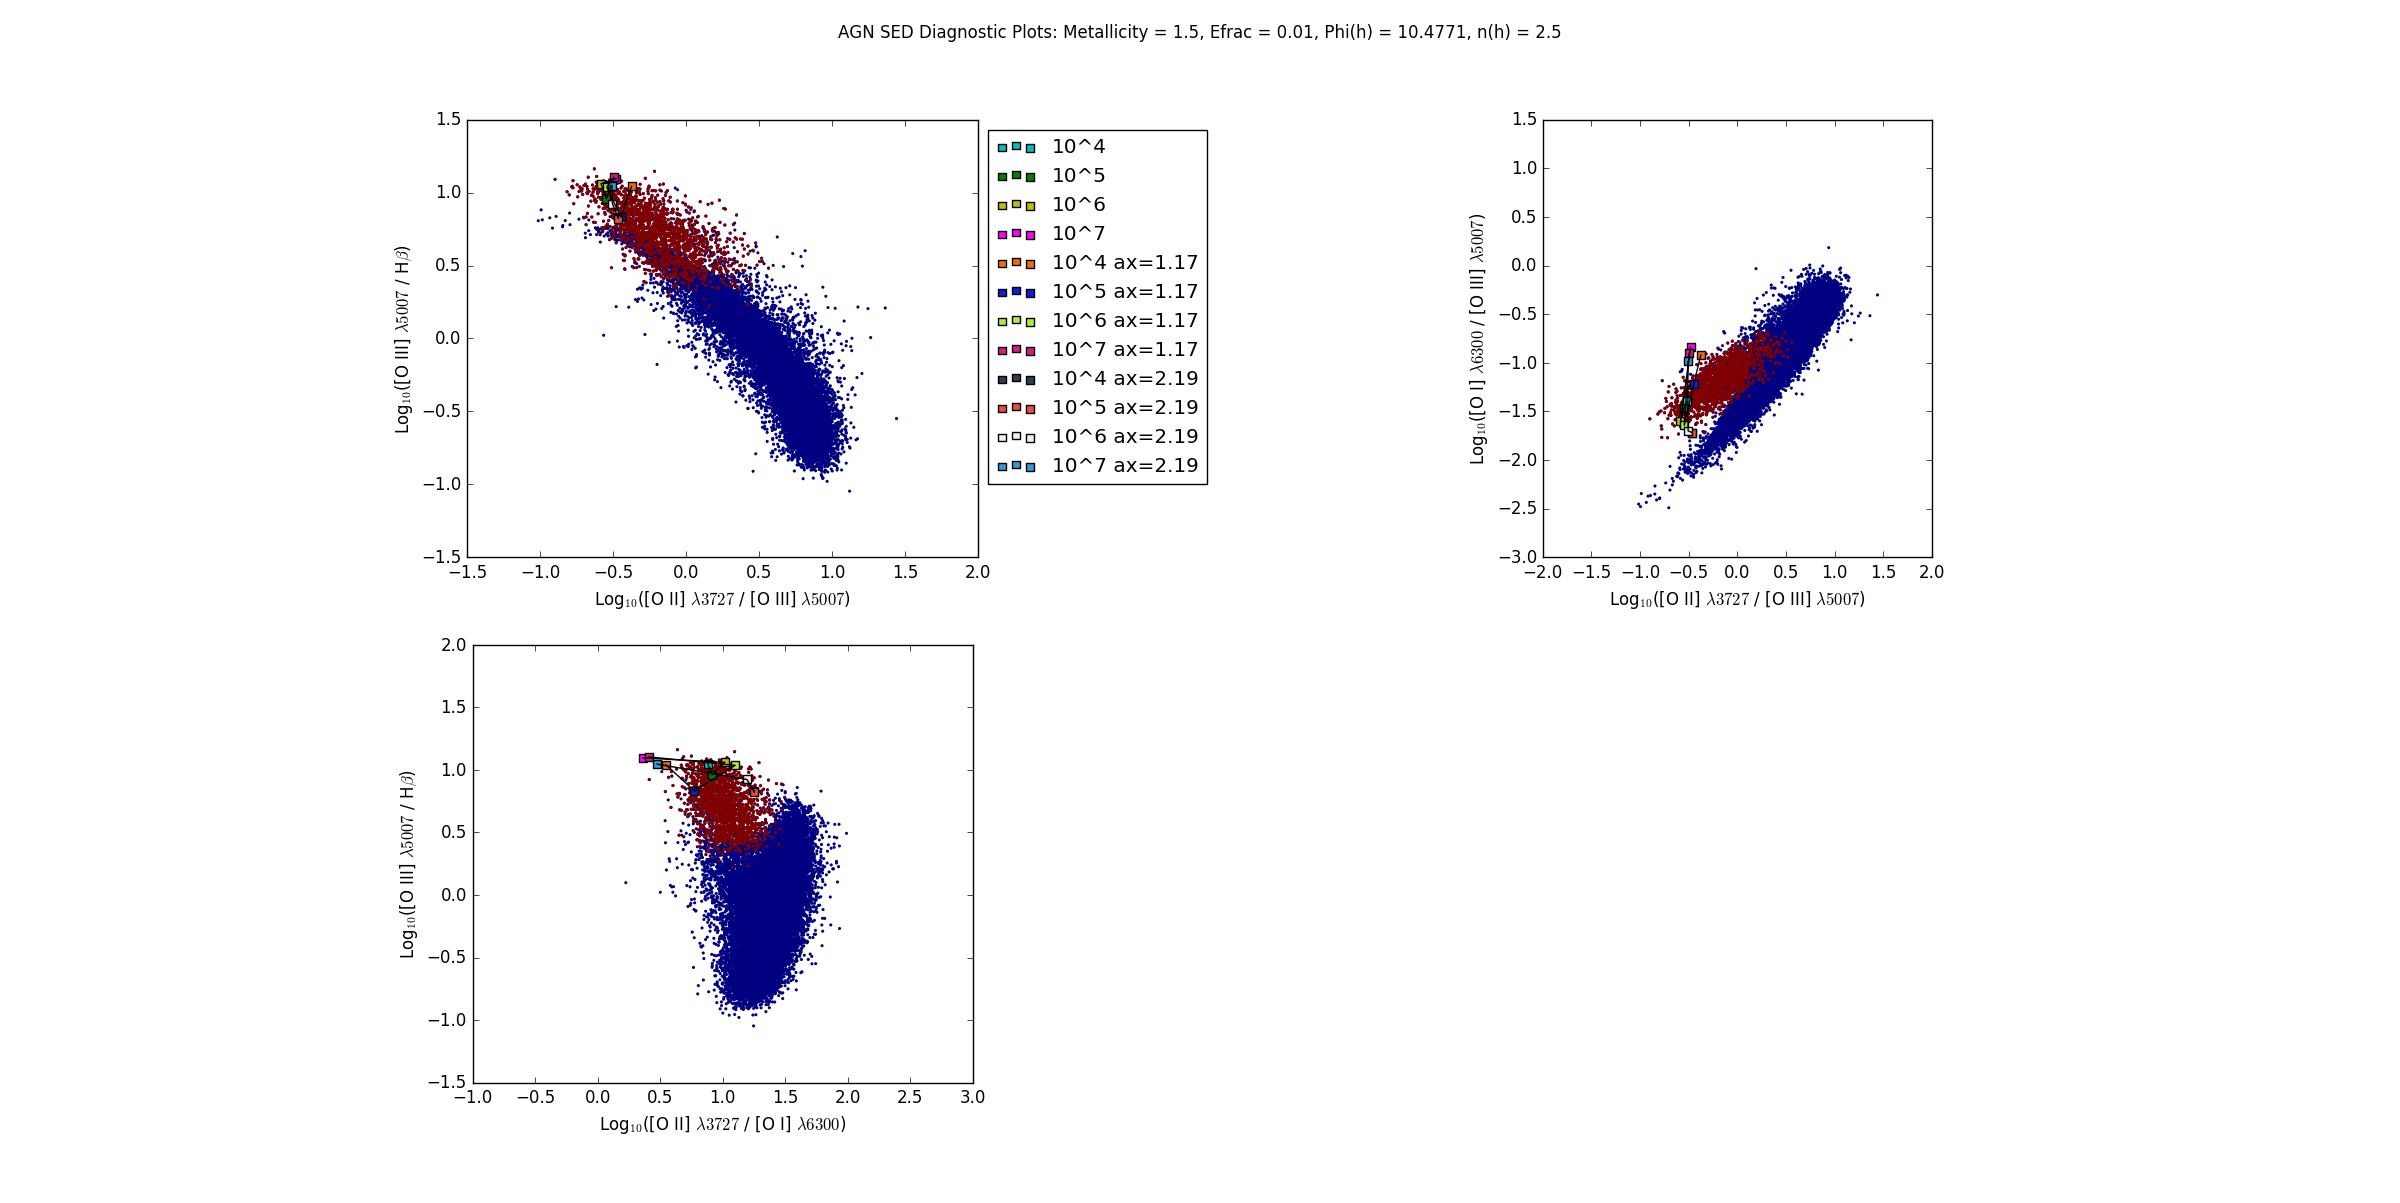 AGN SED Diagnostic Plots: Metallicity = 1.5, Efrac = 0.01, Phi(h) = 10.4771, n(h) = 2.5
1.5
1.0
0.5
0.0
−0.5
−1.0
−1.5
−1.5 −1.0 −0.5 0.0 0.5 1.0 1.5 2.0
Log₁₀([O III] λ5007 / Hβ)
Log₁₀([O II] λ3727 / [O III] λ5007)
10^4
10^5
10^6
10^7
10^4 ax=1.17
10^5 ax=1.17
10^6 ax=1.17
10^7 ax=1.17
10^4 ax=2.19
10^5 ax=2.19
10^6 ax=2.19
10^7 ax=2.19
1.5
1.0
0.5
0.0
−0.5
−1.0
−1.5
−2.0
−2.5
−3.0
−2.0 −1.5 −1.0 −0.5 0.0 0.5 1.0 1.5 2.0
Log₁₀([O I] λ6300 / [O III] λ5007)
Log₁₀([O II] λ3727 / [O III] λ5007)
2.0
1.5
1.0
0.5
0.0
−0.5
−1.0
−1.5
−1.0 −0.5 0.0 0.5 1.0 1.5 2.0 2.5 3.0
Log₁₀([O III] λ5007 / Hβ)
Log₁₀([O II] λ3727 / [O I] λ6300)